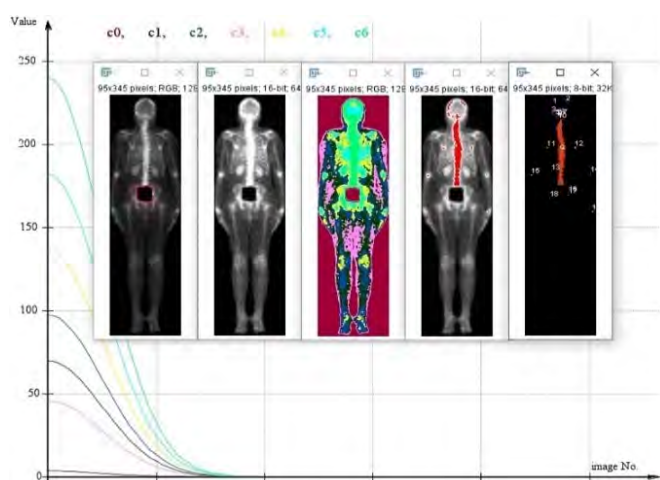 Value
c0, c1, c2, c3, c4, c5, c6
250
95x345 pixels; RGB; 128
95x345 pixels; 16-bit; 64
95x345 pixels; RGB; 128
95x345 pixels; 16-bit; 64
95x345 pixels; 8-bit; 32K
200
11 12
13
18 19
150
100
50
image No.
0